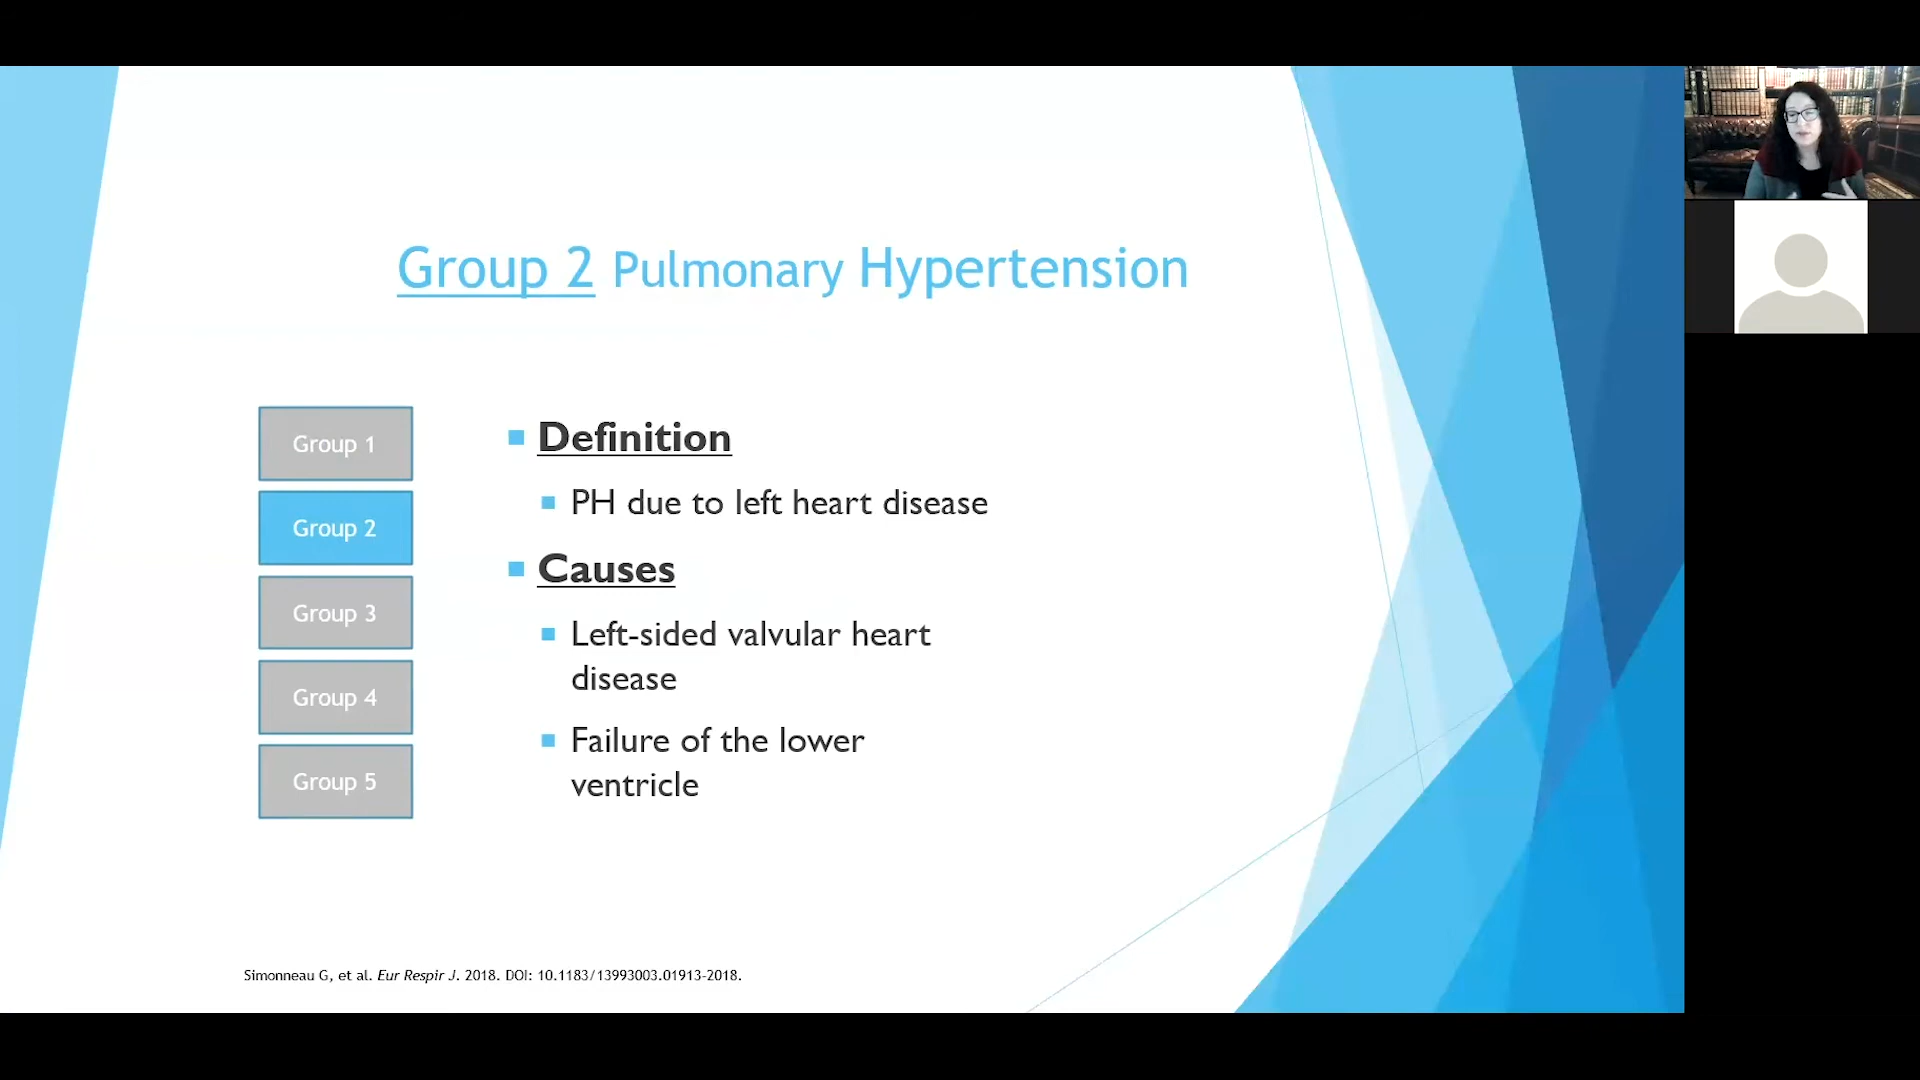 Group 2 Pulmonary Hypertension
Group 1
Group 2
Group 3
Group 4
Group 5
Definition
PH due to left heart disease
Causes
Left-sided valvular heart
disease
Failure of the lower
ventricle
Simonneau G, et al. Eur Respir J. 2018. DOI: 10.1183/13993003.01913-2018.